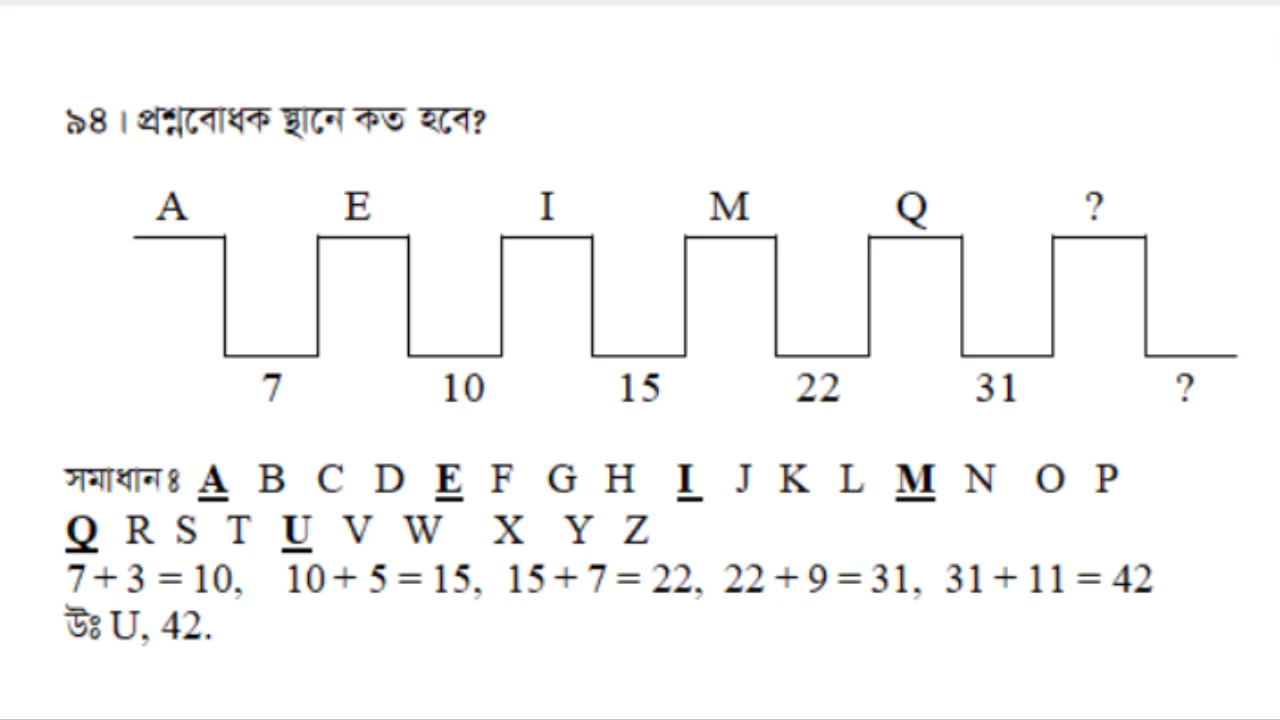 ৯৪। প্রশ্নবোধক স্থানে কত হবে?
A E I M Q ?
7 10 15 22 31 ?
সমাধানঃ A B C D E F G H I J K L M N O P
Q R S T U V W X Y Z
7 + 3 = 10, 10 + 5 = 15, 15 + 7 = 22, 22 + 9 = 31, 31 + 11 = 42
উঃ U, 42.